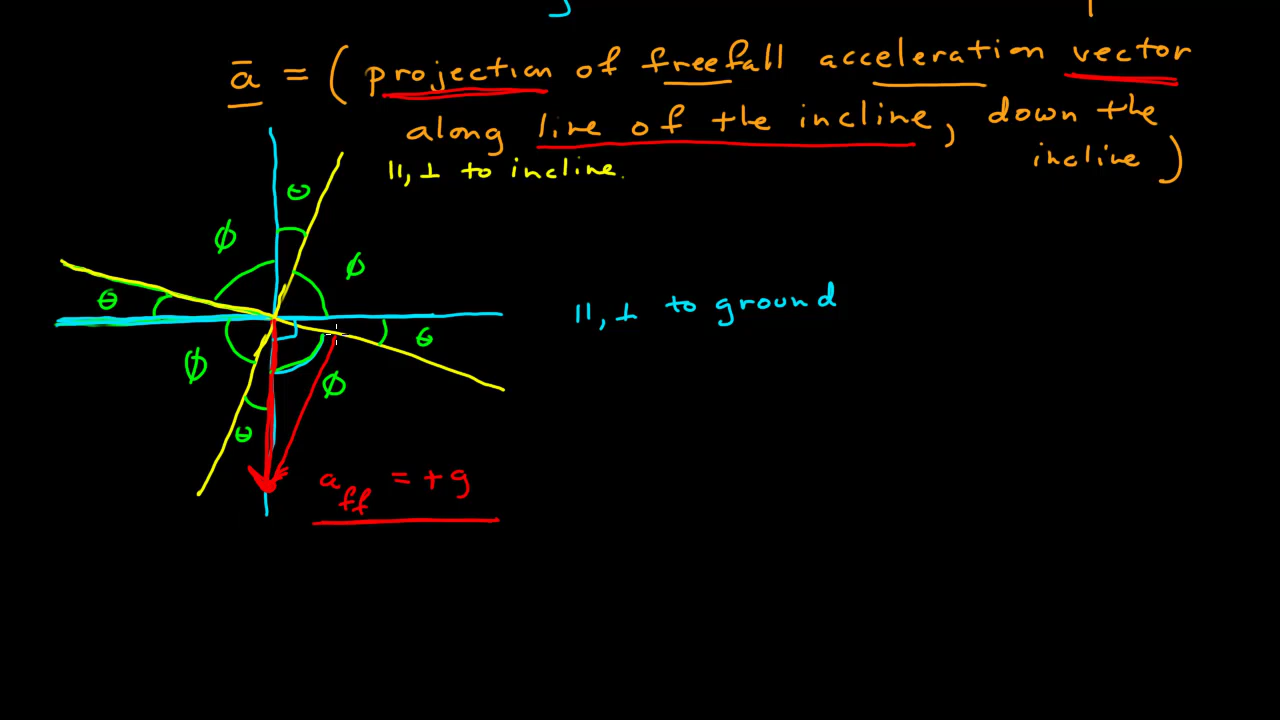 ā = ( projection of freefall acceleration vector
along line of the incline, down the
incline )
||, ⊥ to incline.
θ
ϕ
ϕ
θ
||, ⊥ to ground
θ
ϕ
ϕ
θ
a_ff = +g